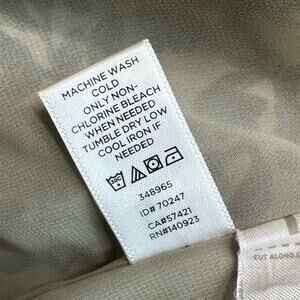 MACHINE WASH
COLD
ONLY NON-
CHLORINE BLEACH
WHEN NEEDED
TUMBLE DRY LOW
COOL IRON IF
NEEDED
30C
348965
ID# 70247
CA#57421
RN#140923
CUT ALONG